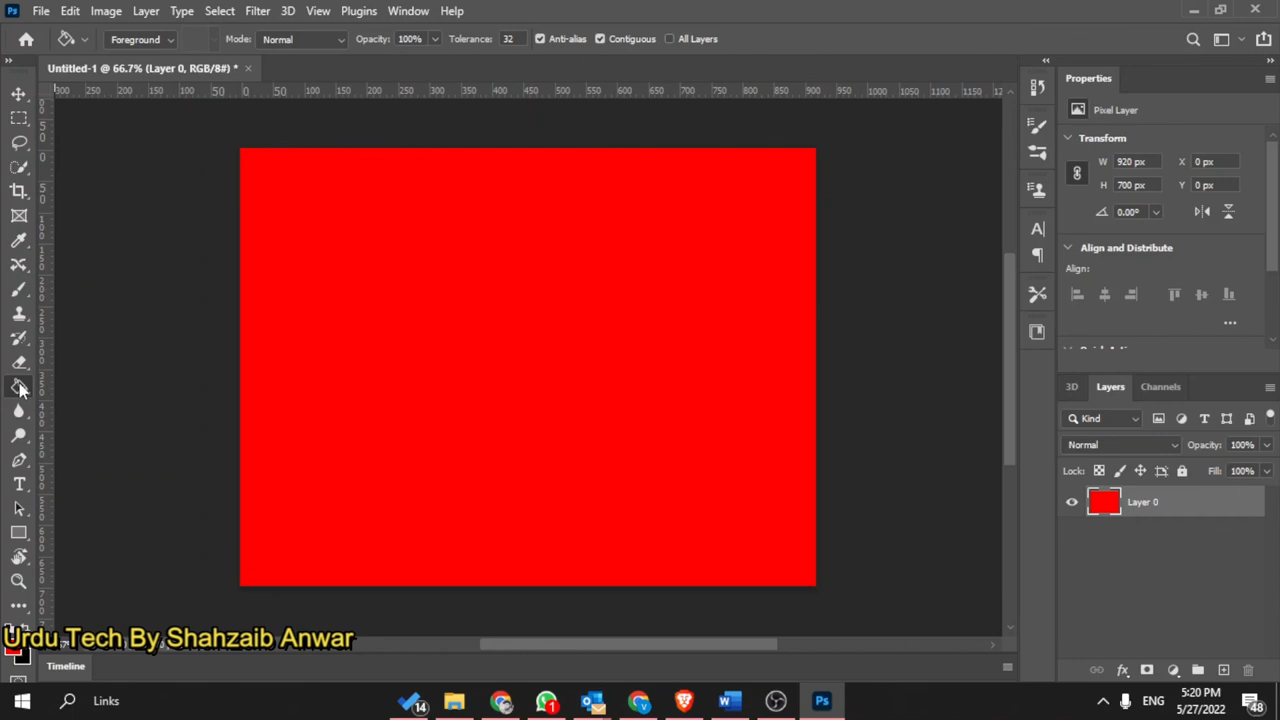 Ps File Edit Image Layer Type Select Filter 3D View Plugins Window Help
Foreground Mode: Normal Opacity: 100% Tolerance: 32 Anti-alias Contiguous All Layers
Untitled-1 @ 66.7% (Layer 0, RGB/8#) * ×
300 250 200 150 100 50 0 50 100 150 200 250 300 350 400 450 500 550 600 650 700 750 800 850 900 950 1000 1050 1100 1150
Properties
Pixel Layer
Transform
W 920 px X 0 px
H 700 px Y 0 px
0.00°
Align and Distribute
Align:
3D Layers Channels
Kind
Normal Opacity: 100%
Lock: Fill: 100%
Layer 0
Urdu Tech By Shahzaib Anwar
Timeline
Links 14 1 ENG 5:20 PM
5/27/2022 48